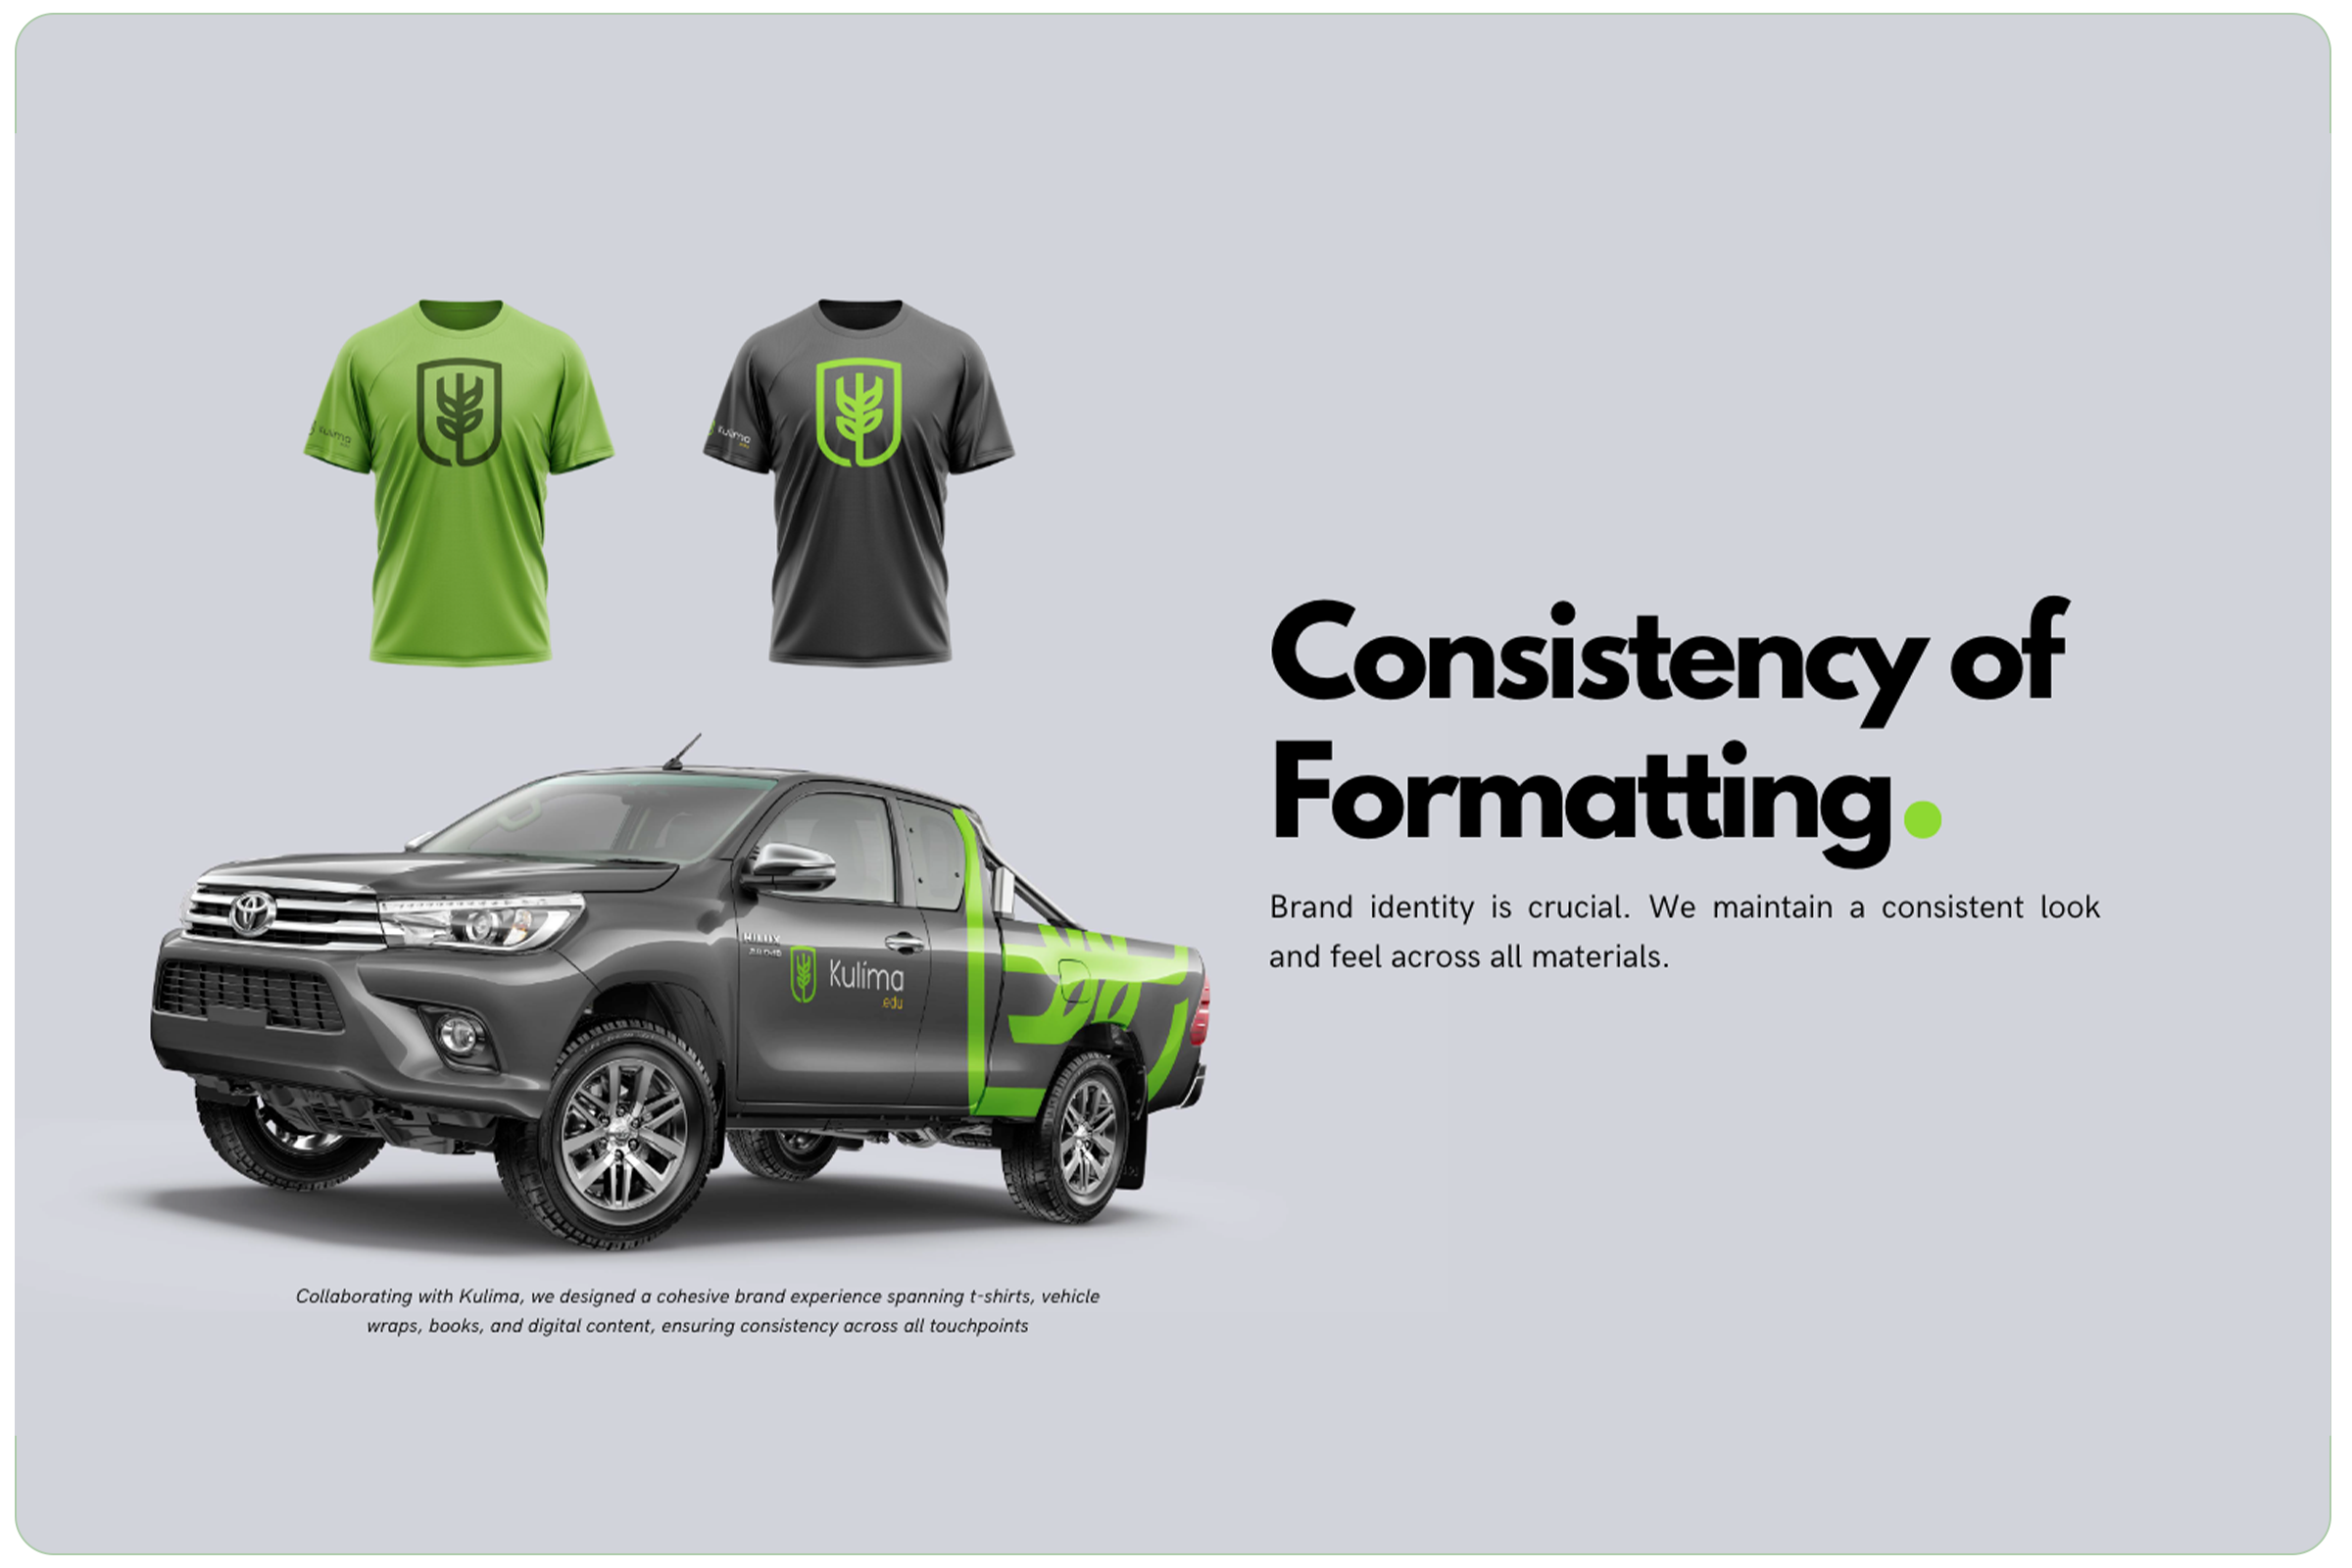 Kulima
Kulima
Consistency of
Formatting.
Brand identity is crucial. We maintain a consistent look
and feel across all materials.
HILUX
Kulima
.edu
Collaborating with Kulima, we designed a cohesive brand experience spanning t-shirts, vehicle
wraps, books, and digital content, ensuring consistency across all touchpoints